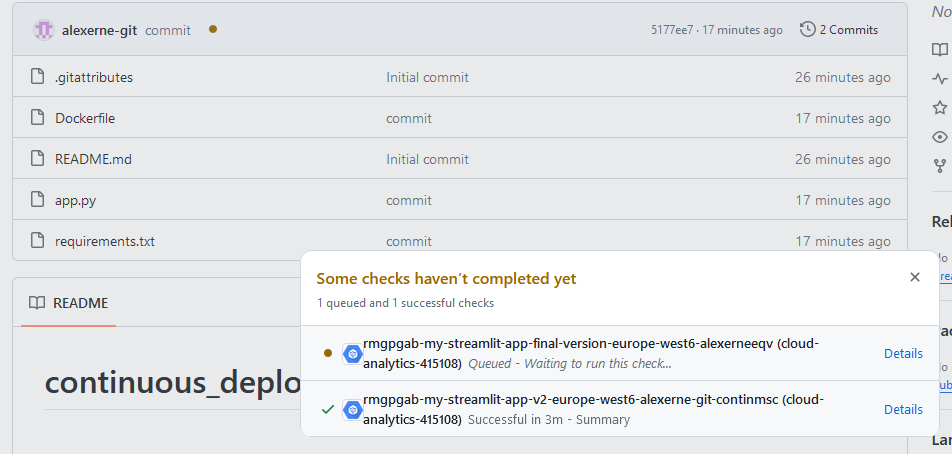 No
alexerne-git commit 5177ee7 · 17 minutes ago 2 Commits
.gitattributes Initial commit 26 minutes ago
Dockerfile commit 17 minutes ago
README.md Initial commit 26 minutes ago
app.py commit 17 minutes ago
requirements.txt commit 17 minutes ago
Rel
README
continuous_deplo
Some checks haven't completed yet
1 queued and 1 successful checks
rmgpgab-my-streamlit-app-final-version-europe-west6-alexerneeqv (cloud-
analytics-415108) Queued - Waiting to run this check...
Details
rmgpgab-my-streamlit-app-v2-europe-west6-alexerne-git-continmsc (cloud-
analytics-415108) Successful in 3m - Summary
Details
Lan